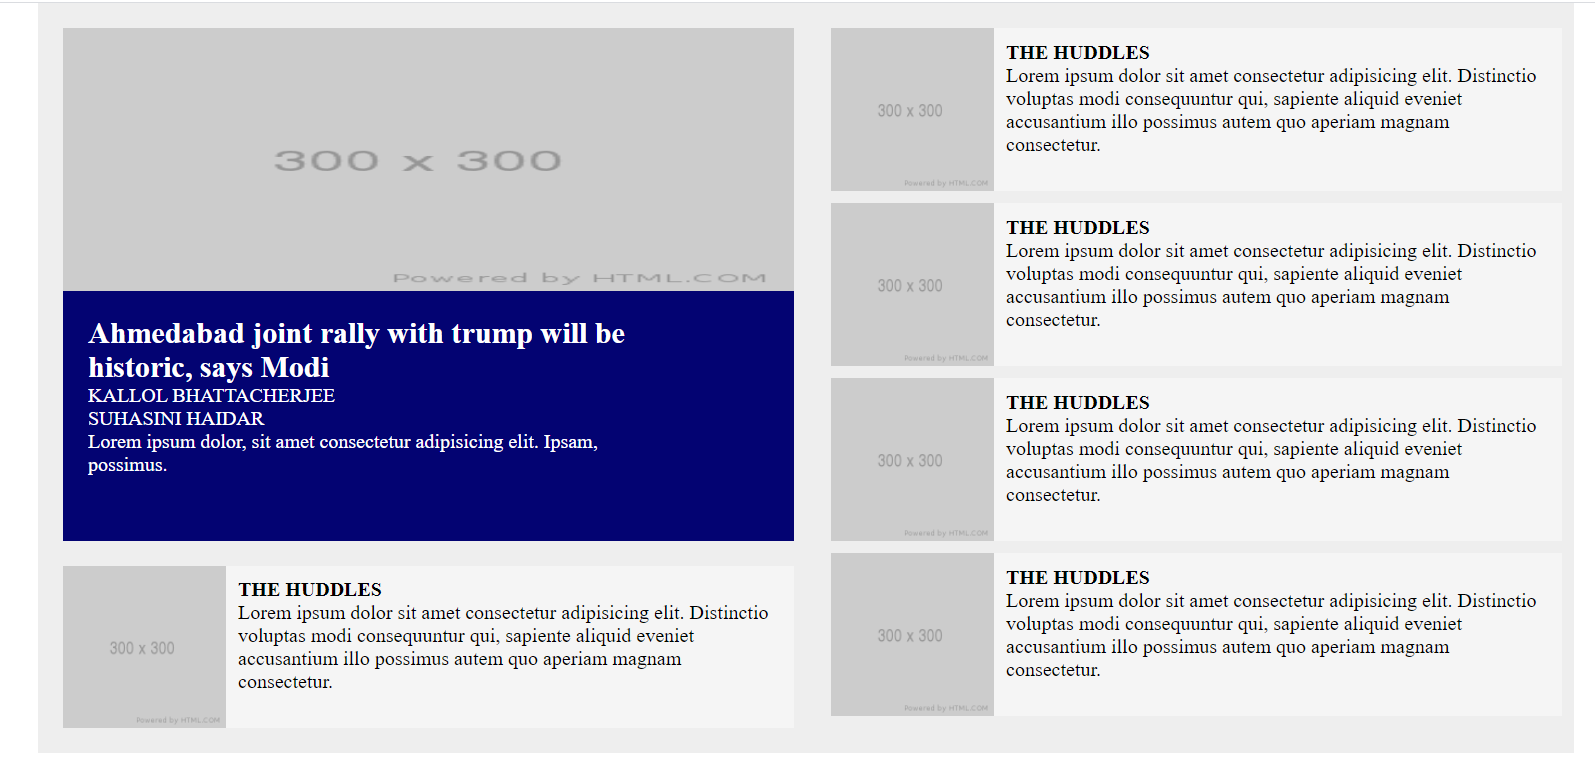 300 x 300
Powered by HTML.COM
Ahmedabad joint rally with trump will be
historic, says Modi
KALLOL BHATTACHERJEE
SUHASINI HAIDAR
Lorem ipsum dolor, sit amet consectetur adipisicing elit. Ipsam,
possimus.
300 x 300
Powered by HTML.COM
THE HUDDLES
Lorem ipsum dolor sit amet consectetur adipisicing elit. Distinctio
voluptas modi consequuntur qui, sapiente aliquid eveniet
accusantium illo possimus autem quo aperiam magnam
consectetur.
300 x 300
Powered by HTML.COM
THE HUDDLES
Lorem ipsum dolor sit amet consectetur adipisicing elit. Distinctio
voluptas modi consequuntur qui, sapiente aliquid eveniet
accusantium illo possimus autem quo aperiam magnam
consectetur.
300 x 300
Powered by HTML.COM
THE HUDDLES
Lorem ipsum dolor sit amet consectetur adipisicing elit. Distinctio
voluptas modi consequuntur qui, sapiente aliquid eveniet
accusantium illo possimus autem quo aperiam magnam
consectetur.
300 x 300
Powered by HTML.COM
THE HUDDLES
Lorem ipsum dolor sit amet consectetur adipisicing elit. Distinctio
voluptas modi consequuntur qui, sapiente aliquid eveniet
accusantium illo possimus autem quo aperiam magnam
consectetur.
300 x 300
Powered by HTML.COM
THE HUDDLES
Lorem ipsum dolor sit amet consectetur adipisicing elit. Distinctio
voluptas modi consequuntur qui, sapiente aliquid eveniet
accusantium illo possimus autem quo aperiam magnam
consectetur.